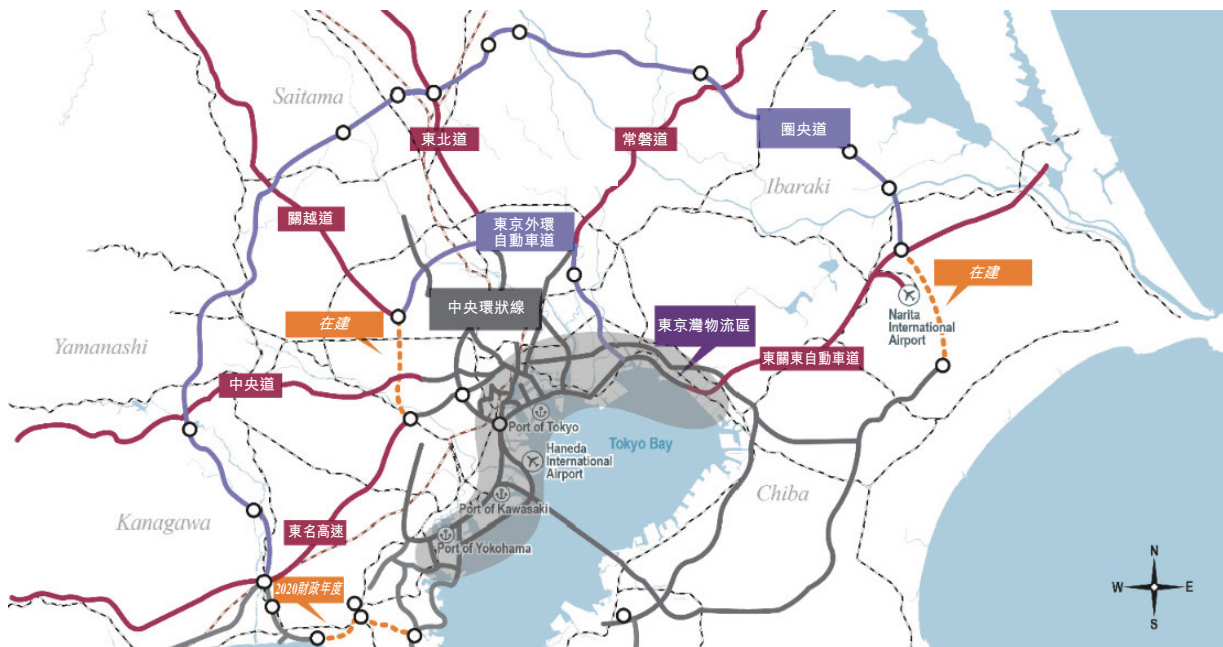 Saitama
東北道
常磐道
圈央道
Ibaraki
關越道
東京外環
自動車道
在建
中央環狀線
在建
東京灣物流區
Narita
International
Airport
Yamanashi
東關東自動車道
中央道
Port of Tokyo
Tokyo Bay
Haneda
International
Airport
Chiba
Port of Kawasaki
Kanagawa
東名高速
Port of Yokohama
2020財政年度
N
W
E
S